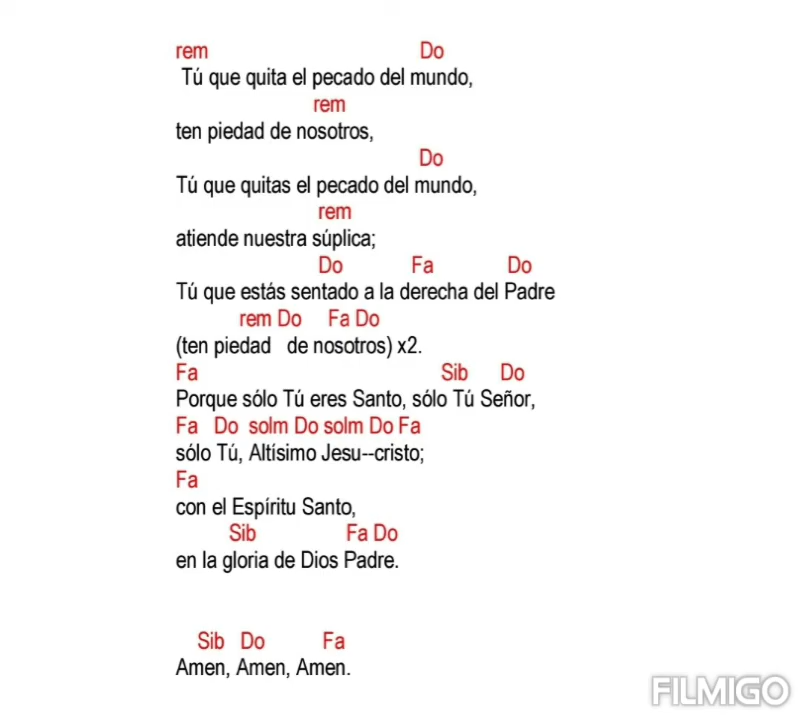 rem Do
Tú que quita el pecado del mundo,
rem
ten piedad de nosotros,
Do
Tú que quitas el pecado del mundo,
rem
atiende nuestra súplica;
Do Fa Do
Tú que estás sentado a la derecha del Padre
rem Do Fa Do
(ten piedad de nosotros) x2.
Fa Sib Do
Porque sólo Tú eres Santo, sólo Tú Señor,
Fa Do solm Do solm Do Fa
sólo Tú, Altísimo Jesu--cristo;
Fa
con el Espíritu Santo,
Sib Fa Do
en la gloria de Dios Padre.
Sib Do Fa
Amen, Amen, Amen.
FILMIGO